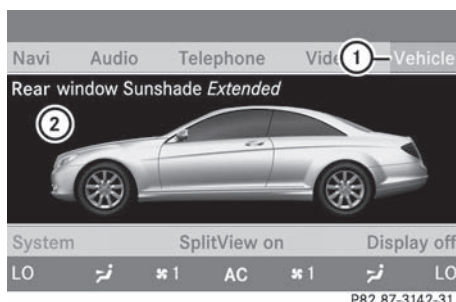 Navi Audio Telephone Vide 1 Vehicle
Rear window Sunshade Extended
2
System SplitView on Display off
LO 1 AC 1 LO
P82.87-3142-31